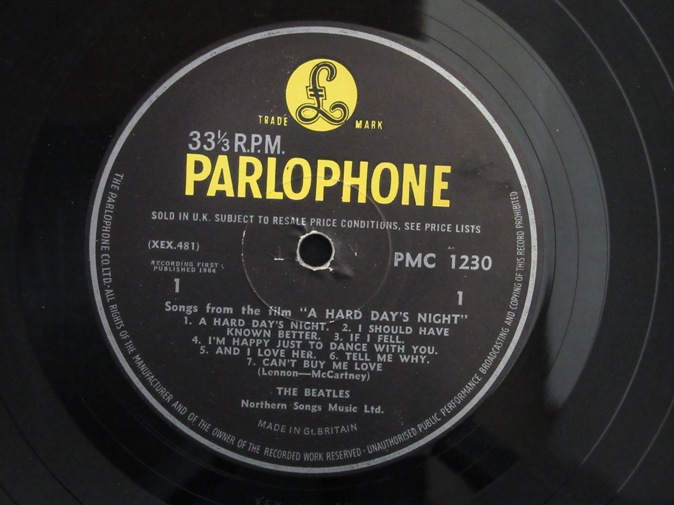 £
TRADE MARK
33⅓ R.P.M.
PARLOPHONE
SOLD IN U.K. SUBJECT TO RESALE PRICE CONDITIONS, SEE PRICE LISTS
(XEX.481)
PMC 1230
RECORDING FIRST
PUBLISHED 1964
1
1
Songs from the film "A HARD DAY'S NIGHT"
1. A HARD DAY'S NIGHT. 2. I SHOULD HAVE
KNOWN BETTER. 3. IF I FELL.
4. I'M HAPPY JUST TO DANCE WITH YOU.
5. AND I LOVE HER. 6. TELL ME WHY.
7. CAN'T BUY ME LOVE
(Lennon—McCartney)
THE BEATLES
Northern Songs Music Ltd.
MADE IN Gt. BRITAIN
THE PARLOPHONE CO. LTD · ALL RIGHTS OF THE MANUFACTURER AND OF THE OWNER OF THE RECORDED WORK RESERVED · UNAUTHORISED PUBLIC PERFORMANCE BROADCASTING AND COPYING OF THIS RECORD PROHIBITED